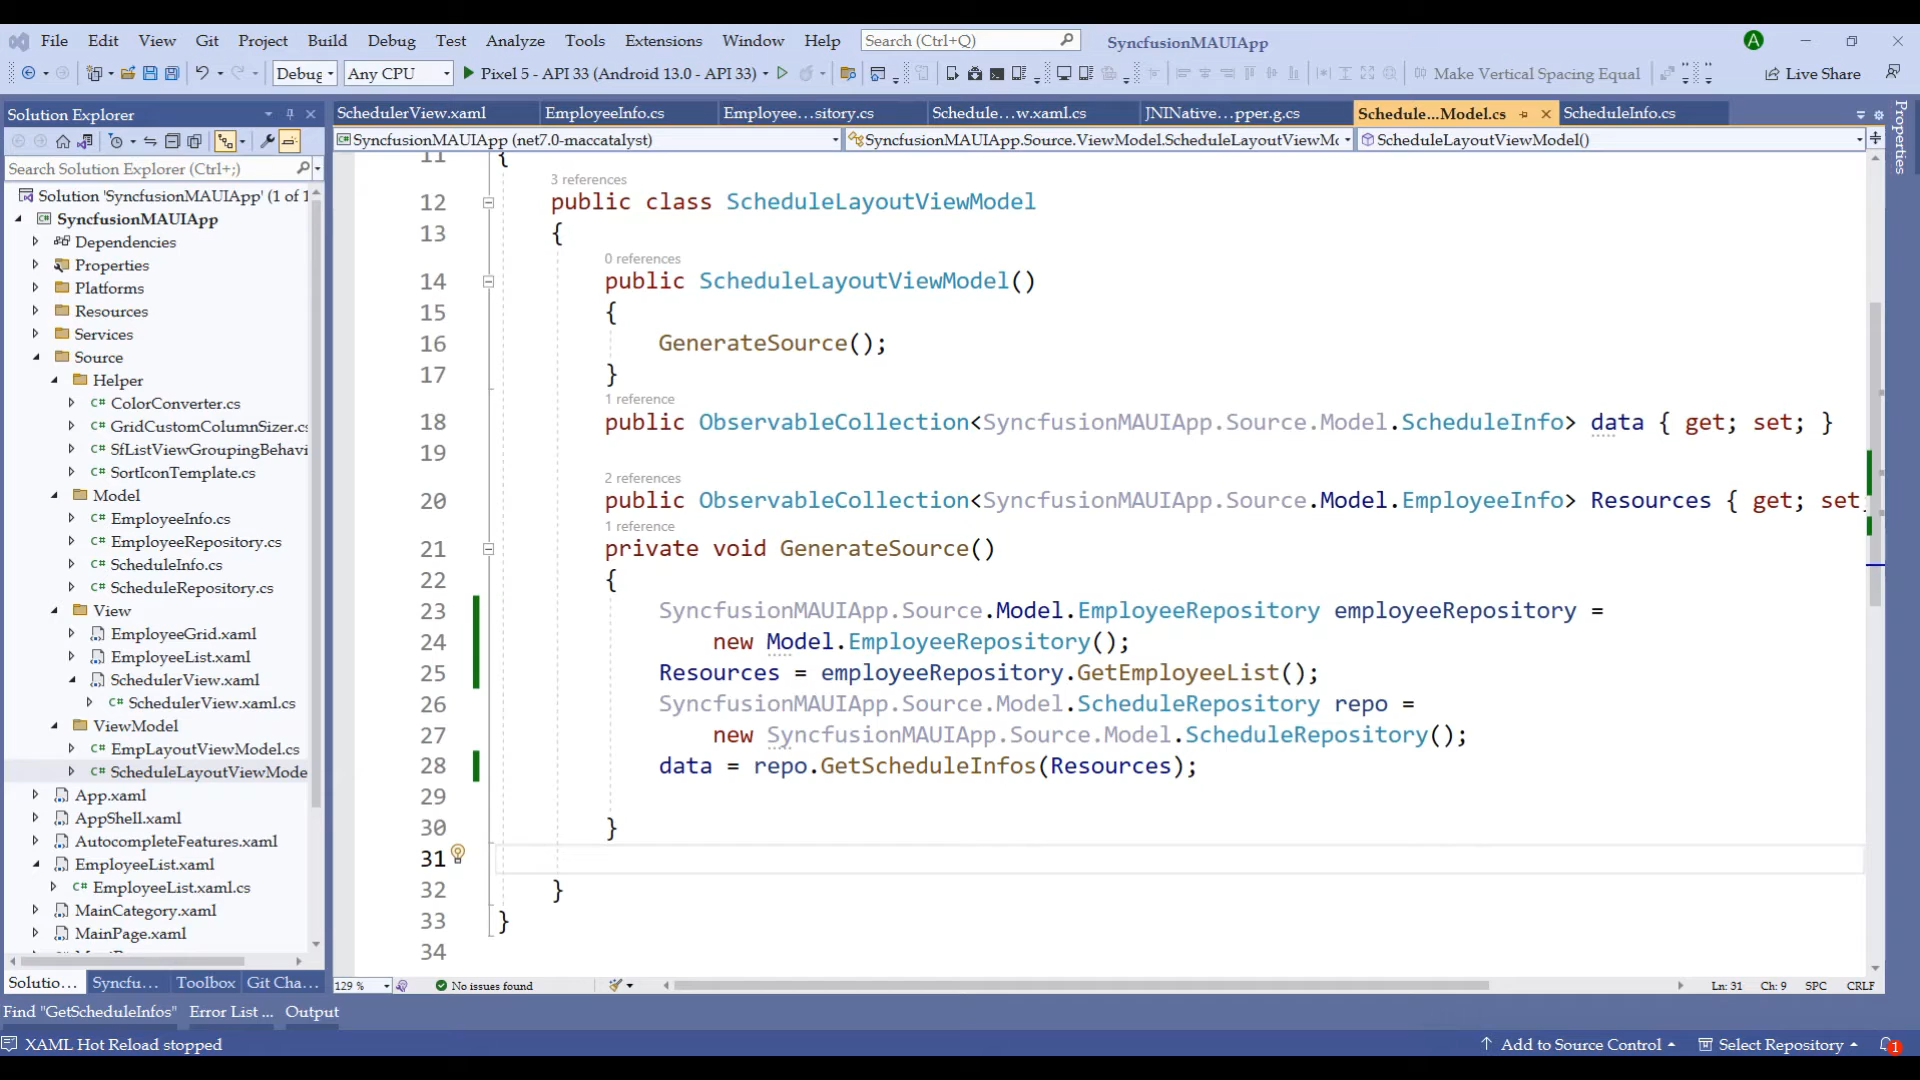 File Edit View Git Project Build Debug Test Analyze Tools Extensions Window Help Search (Ctrl+Q) SyncfusionMAUIApp A
Debug Any CPU Pixel 5 - API 33 (Android 13.0 - API 33) Make Vertical Spacing Equal Live Share
Solution Explorer
Search Solution Explorer (Ctrl+;)
Solution 'SyncfusionMAUIApp' (1 of 1
SyncfusionMAUIApp
Dependencies
Properties
Platforms
Resources
Services
Source
Helper
C# ColorConverter.cs
C# GridCustomColumnSizer.cs
C# SfListViewGroupingBehavi
C# SortIconTemplate.cs
Model
C# EmployeeInfo.cs
C# EmployeeRepository.cs
C# ScheduleInfo.cs
C# ScheduleRepository.cs
View
EmployeeGrid.xaml
EmployeeList.xaml
SchedulerView.xaml
C# SchedulerView.xaml.cs
ViewModel
C# EmpLayoutViewModel.cs
C# ScheduleLayoutViewMode
App.xaml
AppShell.xaml
AutocompleteFeatures.xaml
EmployeeList.xaml
C# EmployeeList.xaml.cs
MainCategory.xaml
MainPage.xaml
Solutio... Syncfu... Toolbox Git Cha...
SchedulerView.xaml EmployeeInfo.cs Employee...sitory.cs Schedule...w.xaml.cs JNINative...pper.g.cs Schedule...Model.cs ScheduleInfo.cs
SyncfusionMAUIApp (net7.0-maccatalyst) SyncfusionMAUIApp.Source.ViewModel.ScheduleLayoutViewMo ScheduleLayoutViewModel()
11 {
3 references
12 public class ScheduleLayoutViewModel
13 {
0 references
14 public ScheduleLayoutViewModel()
15 {
16 GenerateSource();
17 }
1 reference
18 public ObservableCollection<SyncfusionMAUIApp.Source.Model.ScheduleInfo> data { get; set; }
19
2 references
20 public ObservableCollection<SyncfusionMAUIApp.Source.Model.EmployeeInfo> Resources { get; set;
1 reference
21 private void GenerateSource()
22 {
23 SyncfusionMAUIApp.Source.Model.EmployeeRepository employeeRepository =
24 new Model.EmployeeRepository();
25 Resources = employeeRepository.GetEmployeeList();
26 SyncfusionMAUIApp.Source.Model.ScheduleRepository repo =
27 new SyncfusionMAUIApp.Source.Model.ScheduleRepository();
28 data = repo.GetScheduleInfos(Resources);
29
30 }
31
32 }
33 }
34
129 % No issues found Ln: 31 Ch: 9 SPC CRLF
Properties
Find "GetScheduleInfos" Error List ... Output
XAML Hot Reload stopped Add to Source Control Select Repository 1